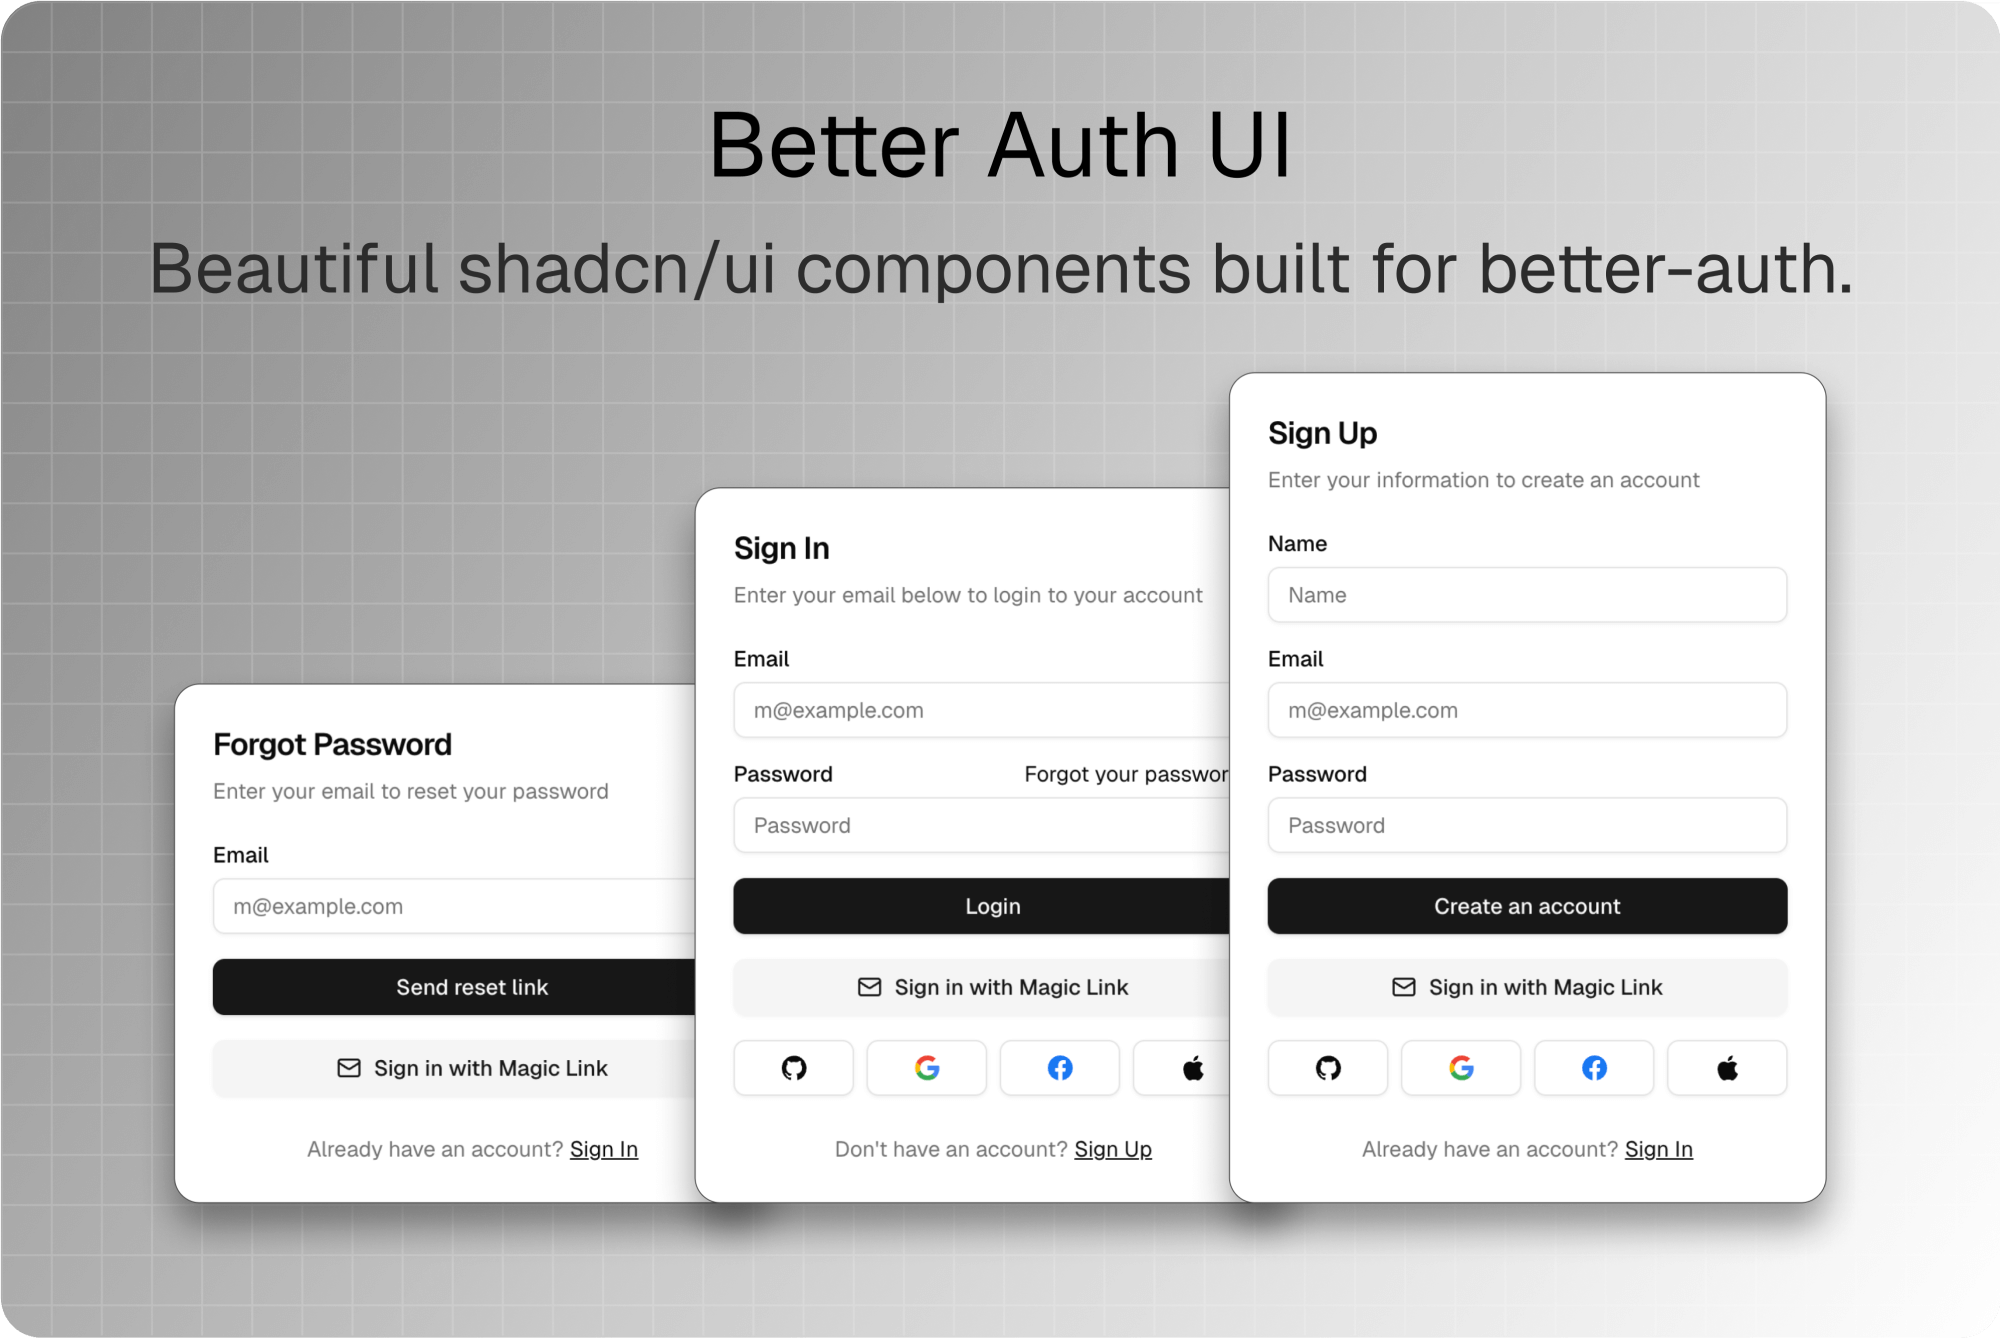 Better Auth UI
Beautiful shadcn/ui components built for better-auth.
Forgot Password
Enter your email to reset your password
Email
m@example.com
Send reset link
Sign in with Magic Link
Already have an account? Sign In
Sign In
Enter your email below to login to your account
Email
m@example.com
Password
Forgot your passwor
Password
Login
Sign in with Magic Link
Don't have an account? Sign Up
Sign Up
Enter your information to create an account
Name
Name
Email
m@example.com
Password
Password
Create an account
Sign in with Magic Link
Already have an account? Sign In